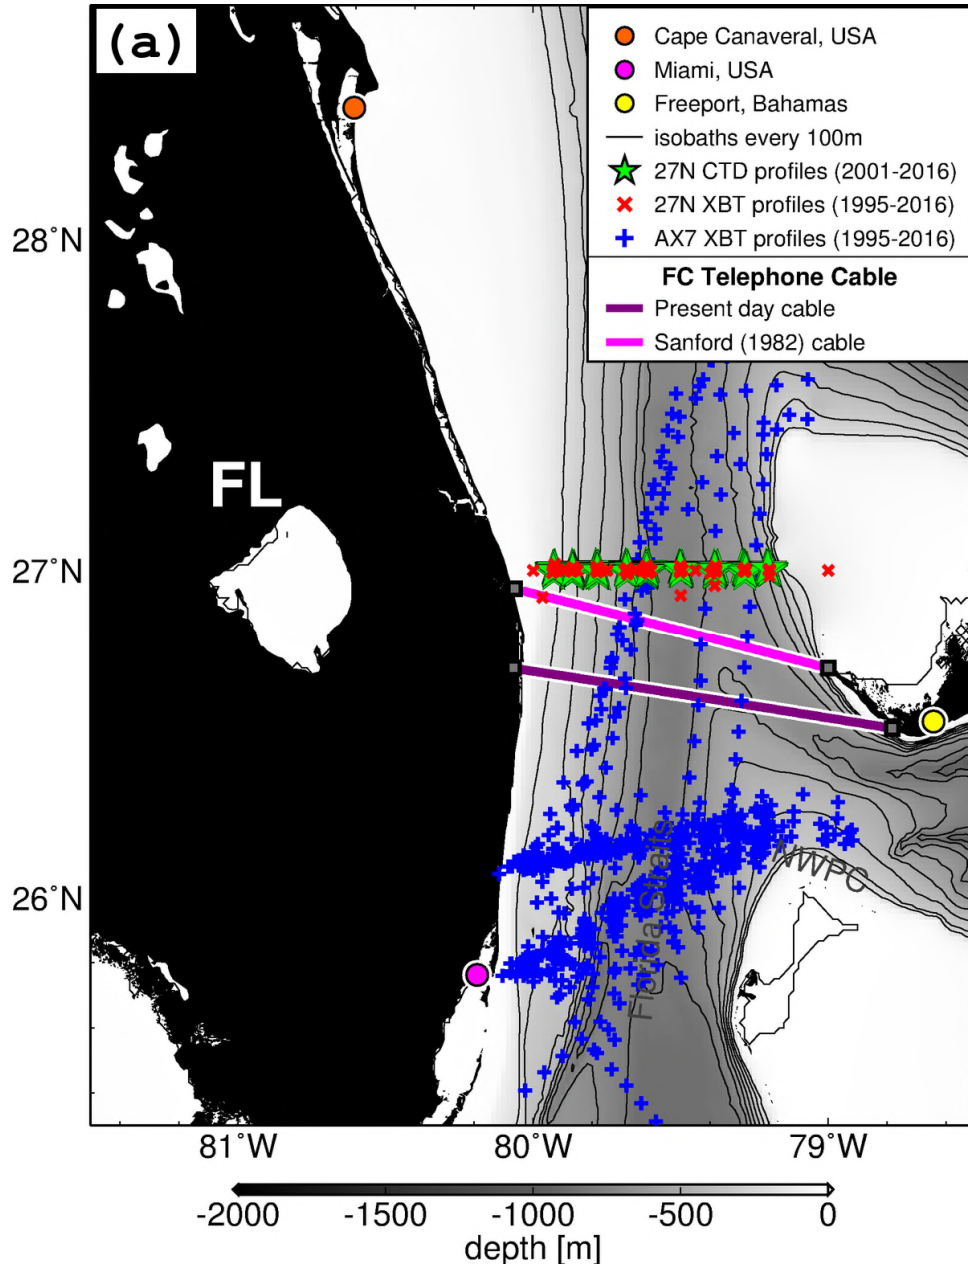 (a)
Cape Canaveral, USA
Miami, USA
Freeport, Bahamas
isobaths every 100m
27N CTD profiles (2001-2016)
27N XBT profiles (1995-2016)
AX7 XBT profiles (1995-2016)
FC Telephone Cable
Present day cable
Sanford (1982) cable
28˚N
FL
27˚N
26˚N
Florida Straits
NWPC
81˚W
80˚W
79˚W
-2000
-1500
-1000
-500
0
depth [m]